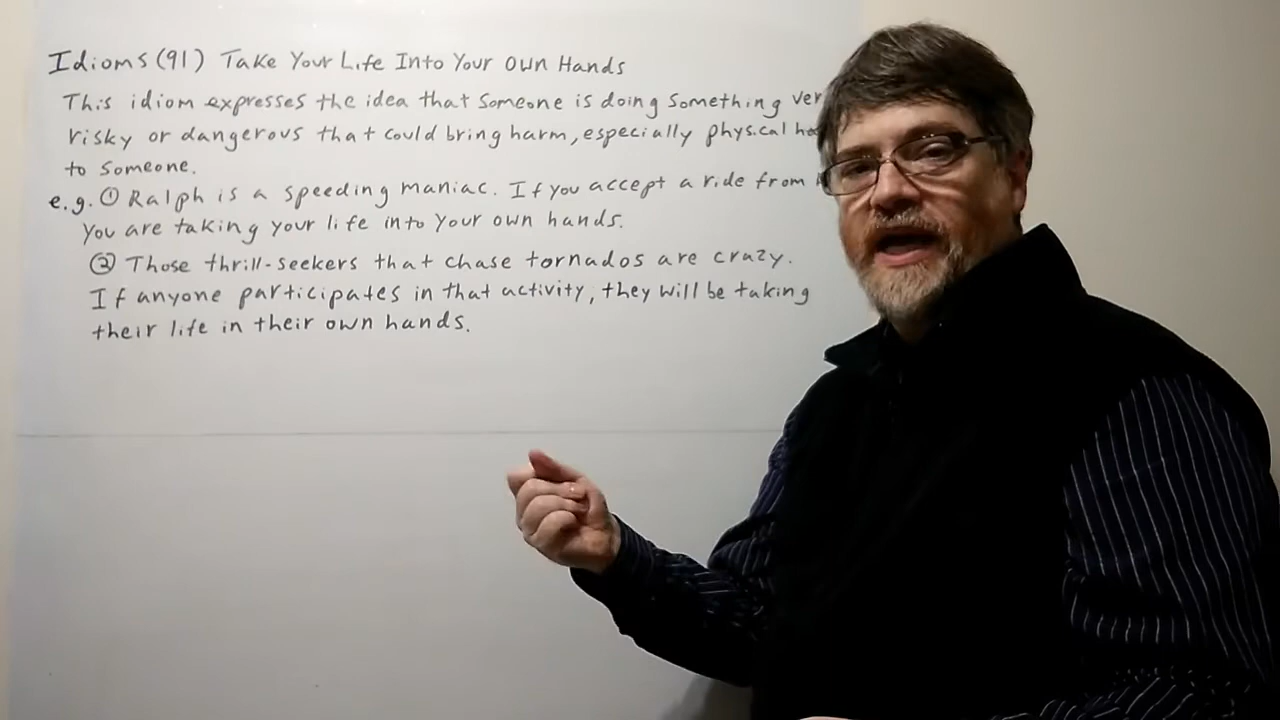 Idioms (91) Take Your Life Into Your Own Hands
This idiom expresses the idea that someone is doing something
risky or dangerous that could bring harm, especially physical
to someone.
e.g. ① Ralph is a speeding maniac. If you accept a ride from
you are taking your life into your own hands.
② Those thrill-seekers that chase tornados are crazy.
If anyone participates in that activity, they will be taking
their life in their own hands.